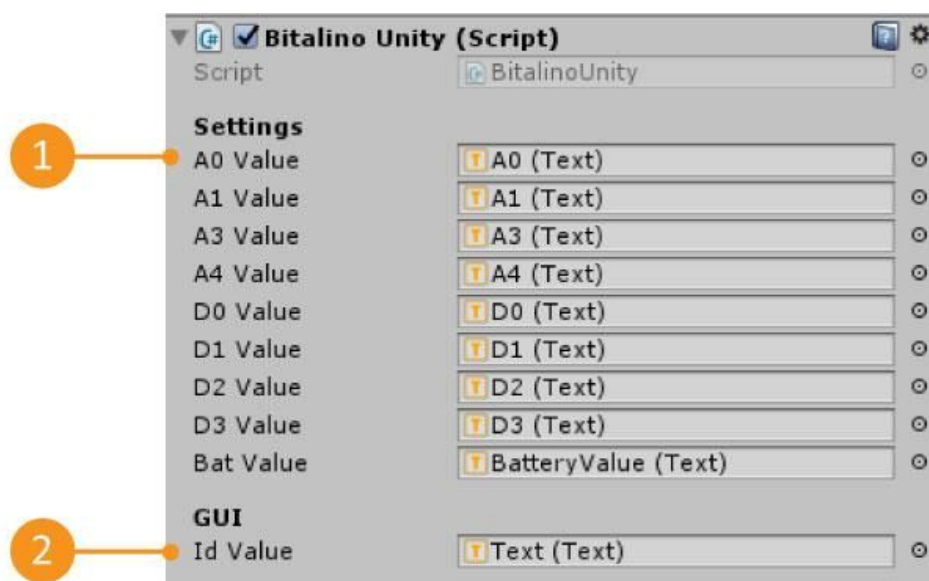 Bitalino Unity (Script)
Script BitalinoUnity
Settings
1 A0 Value A0 (Text)
A1 Value A1 (Text)
A3 Value A3 (Text)
A4 Value A4 (Text)
D0 Value D0 (Text)
D1 Value D1 (Text)
D2 Value D2 (Text)
D3 Value D3 (Text)
Bat Value BatteryValue (Text)
GUI
2 Id Value Text (Text)